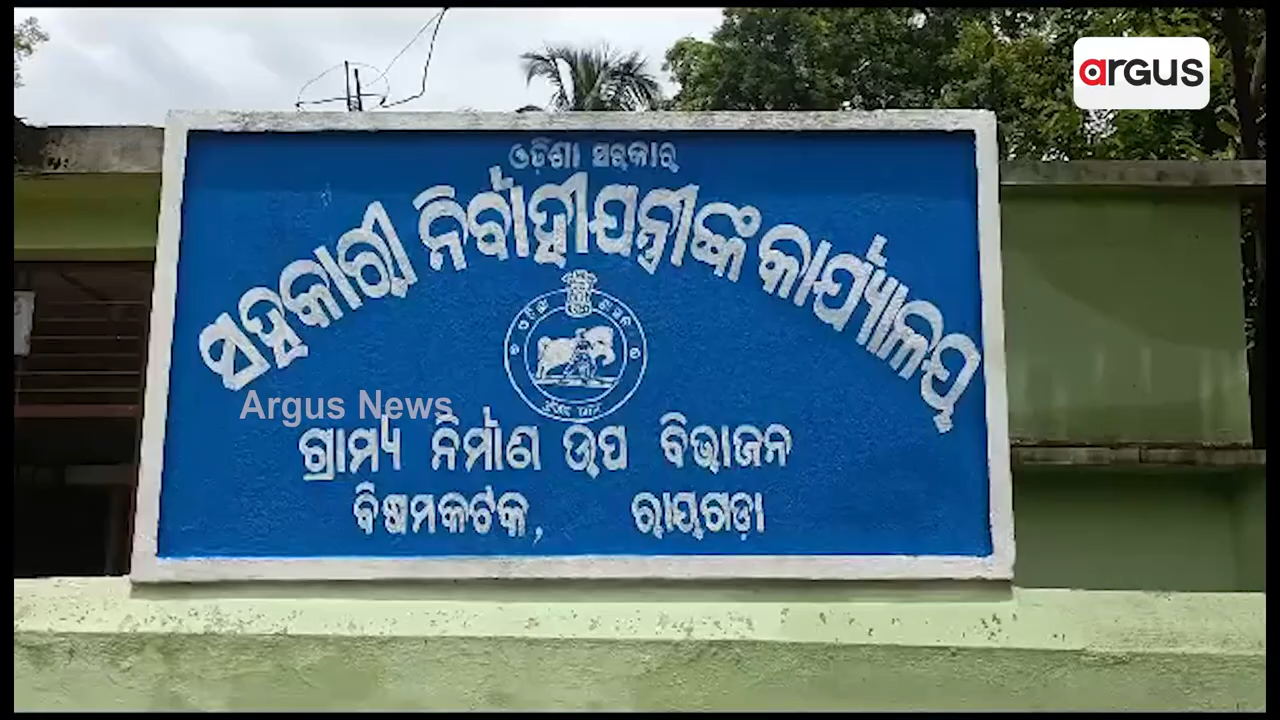 argus
ଓଡ଼ିଶା ସରକାର
ସହକାରୀ ନିର୍ବାହୀଯନ୍ତ୍ରୀଙ୍କ କାର୍ଯ୍ୟାଳୟ
Argus News
ଗ୍ରାମ୍ୟ ନିର୍ମାଣ ଉପ ବିଭାଜନ
ବିଷମକଟକ, ରାୟଗଡ଼ା